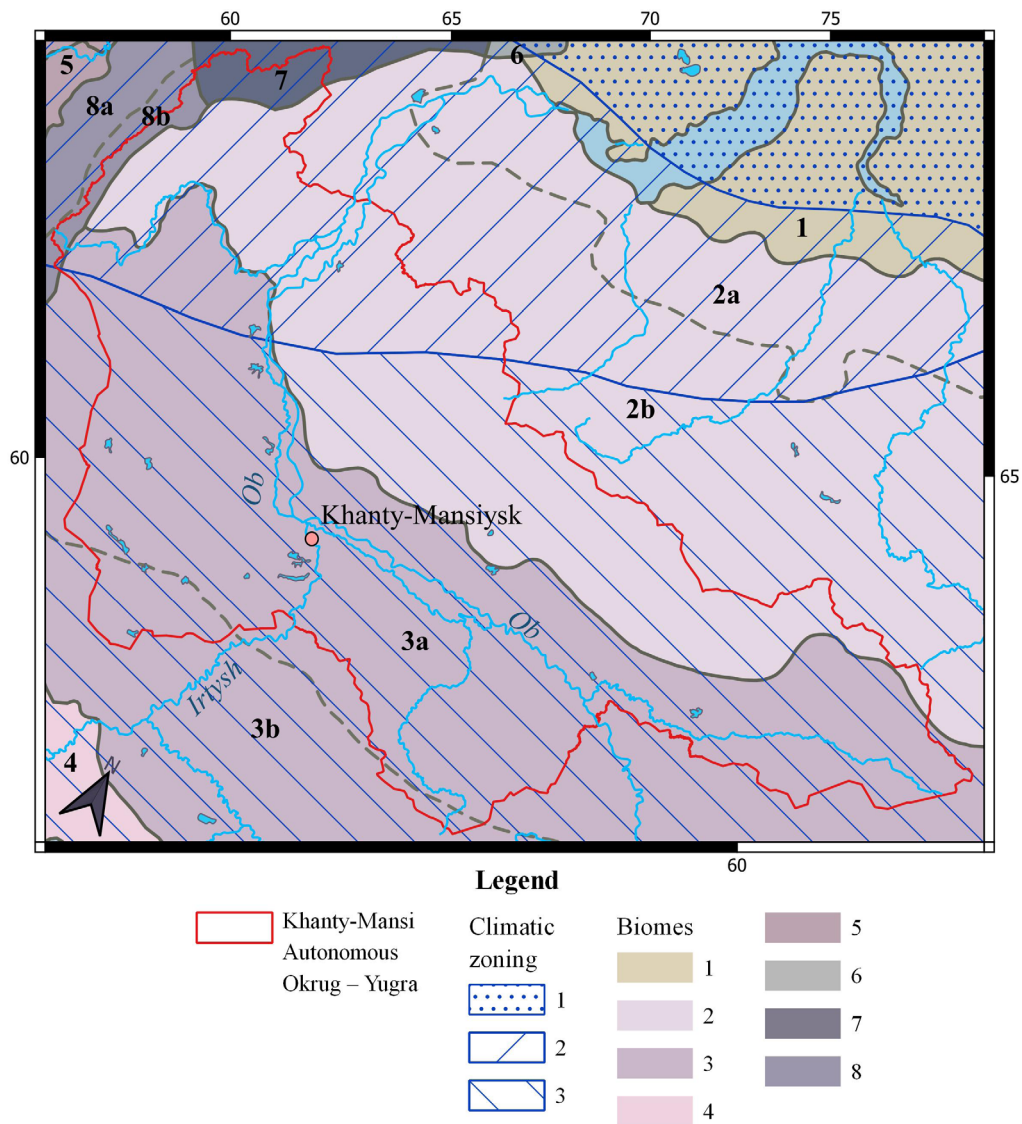 60 65 70 75
5 7 6
8a 8b
1
2a
2b
60 65
Ob
Khanty-Mansiysk
Ob
3a
Irtysh
3b
4 N
60
Legend
Khanty-Mansi
Autonomous
Okrug – Yugra
Climatic
zoning
1
2
3
Biomes
1
2
3
4
5
6
7
8